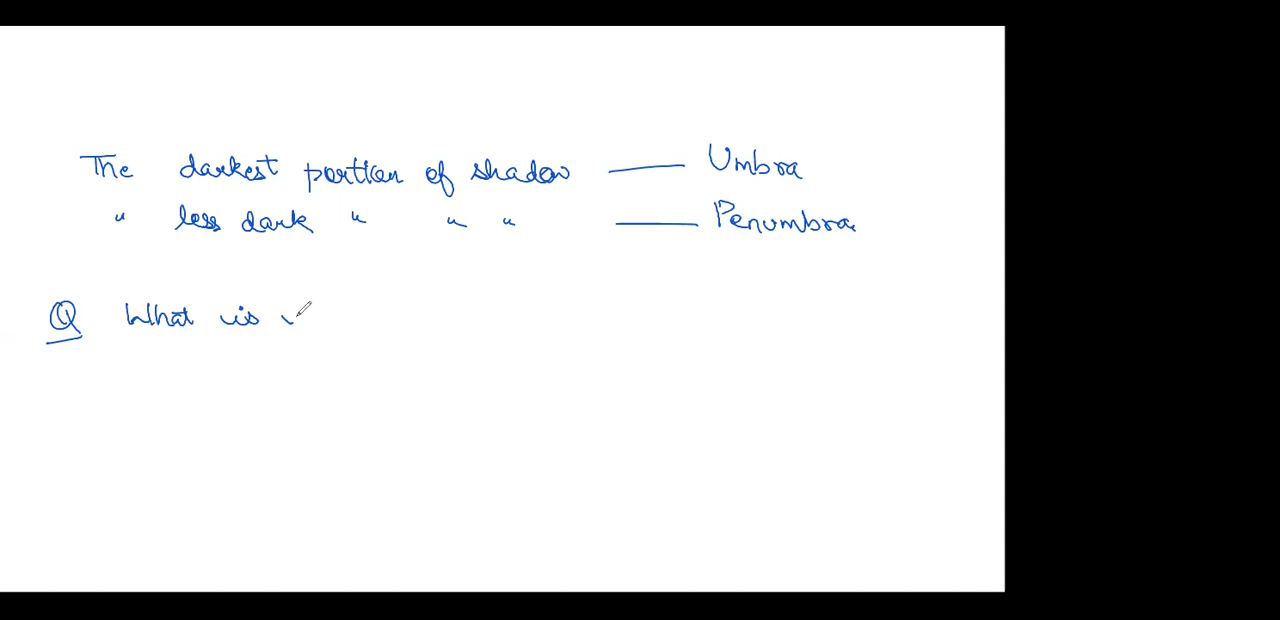 The darkest portion of shadow — Umbra
" less dark " " " — Penumbra
Q What is